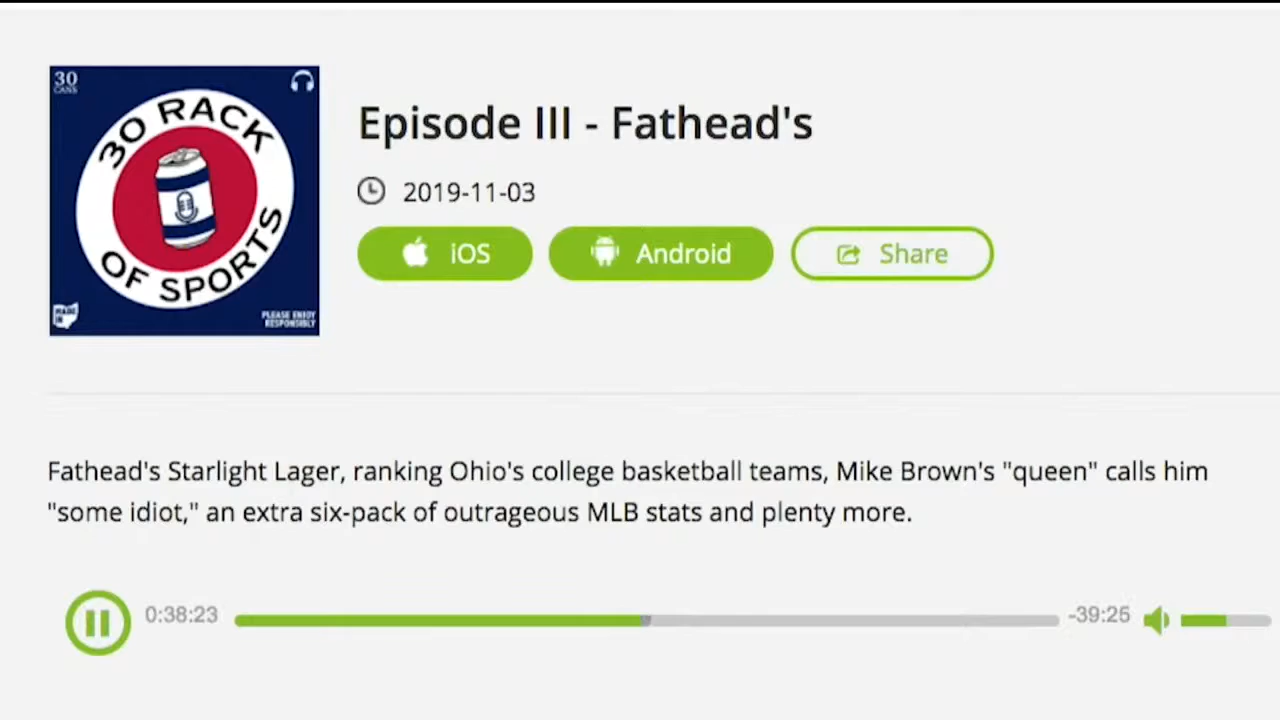 30
CANS
30 RACK
OF SPORTS
MADE
IN
PLEASE ENJOY
RESPONSIBLY
Episode III - Fathead's
2019-11-03
iOS
Android
Share
Fathead's Starlight Lager, ranking Ohio's college basketball teams, Mike Brown's "queen" calls him
"some idiot," an extra six-pack of outrageous MLB stats and plenty more.
0:38:23
-39:25